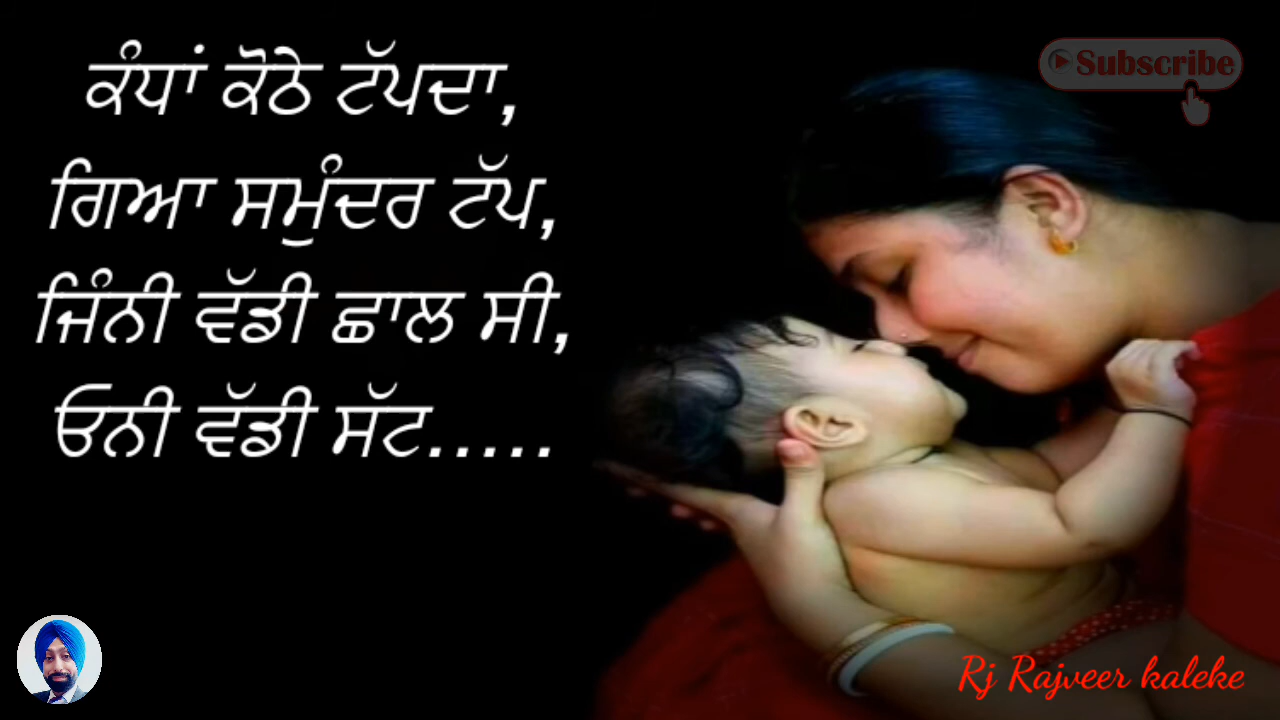 ਕੰਧਾਂ ਕੋਠੇ ਟੱਪਦਾ,
ਗਿਆ ਸਮੁੰਦਰ ਟੱਪ,
ਜਿੰਨੀ ਵੱਡੀ ਛਾਲ ਸੀ,
ਓਨੀ ਵੱਡੀ ਸੱਟ.....
Subscribe
Rj Rajveer kaleke